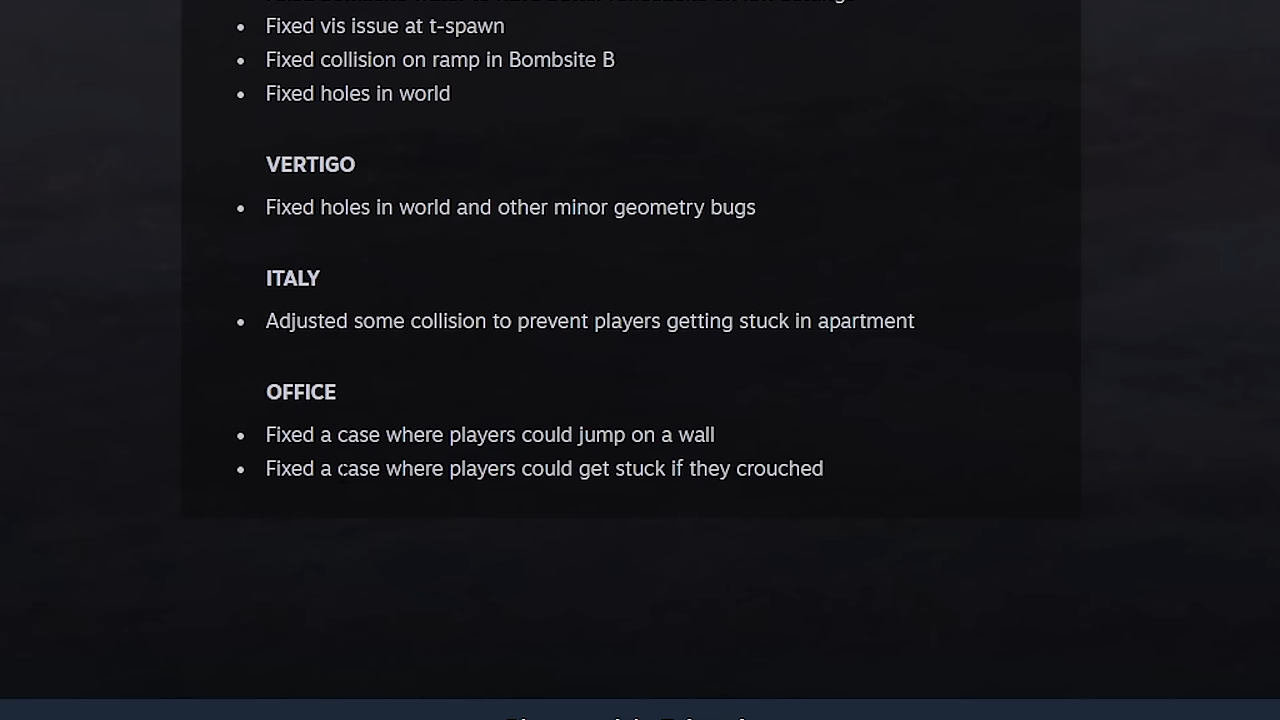 Fixed vis issue at t-spawn
Fixed collision on ramp in Bombsite B
Fixed holes in world
VERTIGO
Fixed holes in world and other minor geometry bugs
ITALY
Adjusted some collision to prevent players getting stuck in apartment
OFFICE
Fixed a case where players could jump on a wall
Fixed a case where players could get stuck if they crouched